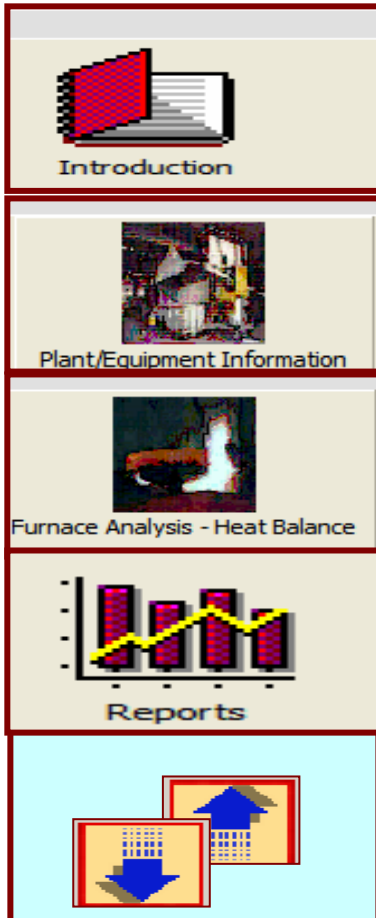 Introduction
Plant/Equipment Information
Furnace Analysis - Heat Balance
Reports